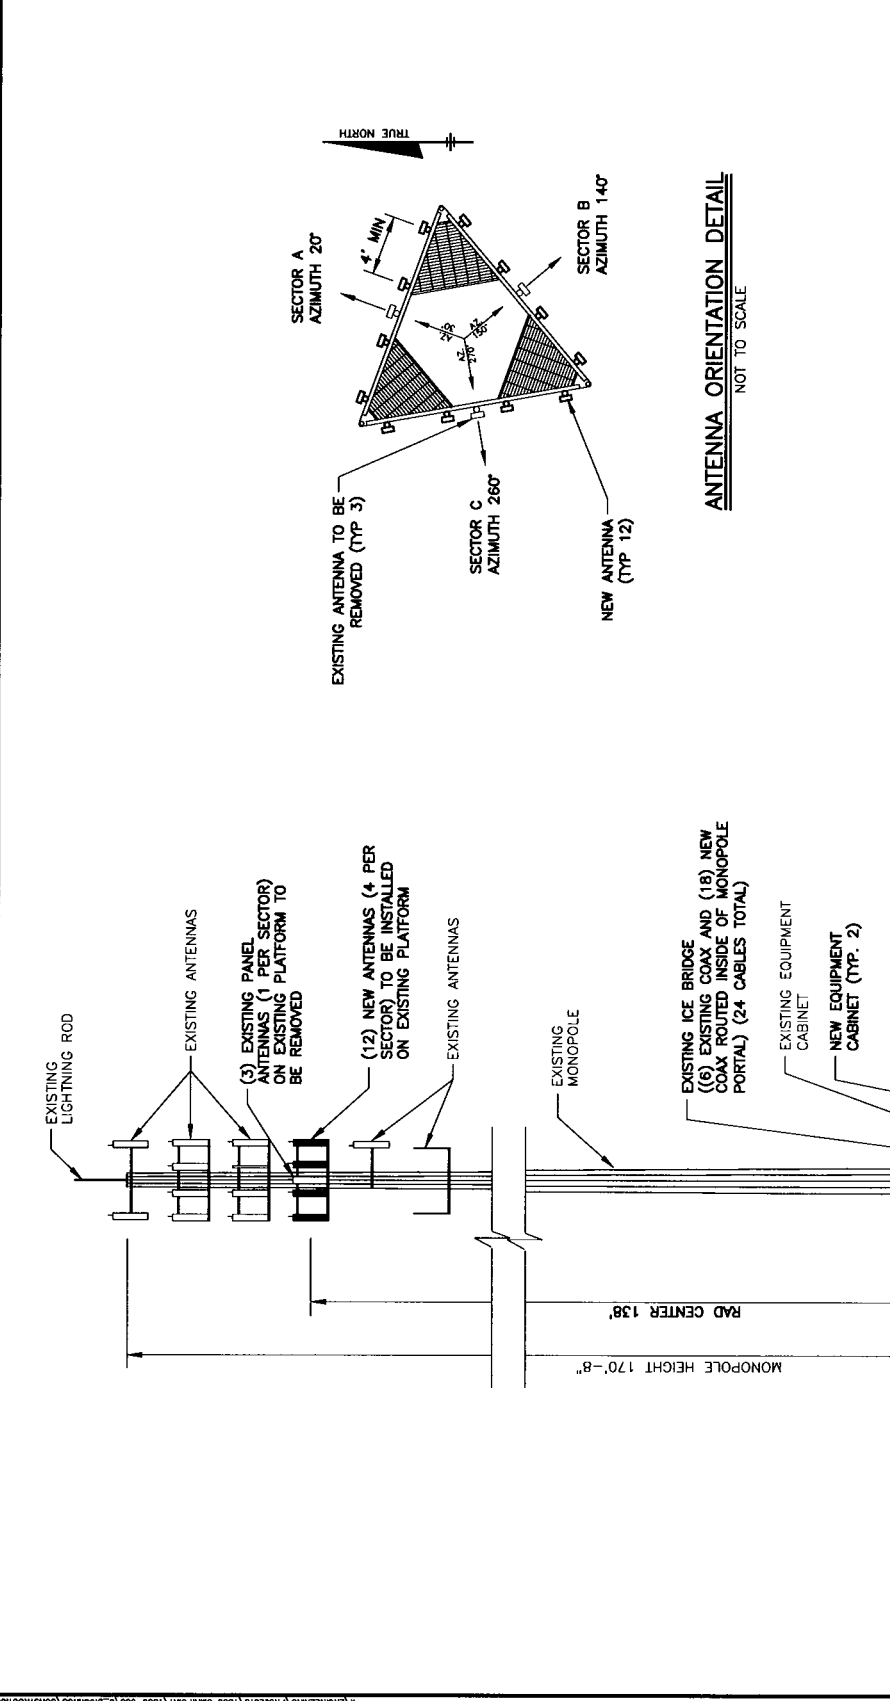 TRUE NORTH
SECTOR A
AZIMUTH 20°
4' MIN
SECTOR B
AZIMUTH 140°
AZ
30°
AZ
150°
AZ
270°
EXISTING ANTENNA TO BE
REMOVED (TYP 3)
SECTOR C
AZIMUTH 260°
NEW ANTENNA
(TYP 12)
ANTENNA ORIENTATION DETAIL
NOT TO SCALE
EXISTING
LIGHTNING ROD
EXISTING ANTENNAS
(3) EXISTING PANEL
ANTENNAS (1 PER SECTOR)
ON EXISTING PLATFORM TO
BE REMOVED
(12) NEW ANTENNAS (4 PER
SECTOR) TO BE INSTALLED
ON EXISTING PLATFORM
EXISTING ANTENNAS
EXISTING
MONOPOLE
EXISTING ICE BRIDGE
((6) EXISTING COAX AND (18) NEW
COAX ROUTED INSIDE OF MONOPOLE
PORTAL) (24 CABLES TOTAL)
EXISTING EQUIPMENT
CABINET
NEW EQUIPMENT
CABINET (TYP. 2)
RAD CENTER 138'
MONOPOLE HEIGHT 170'-8"